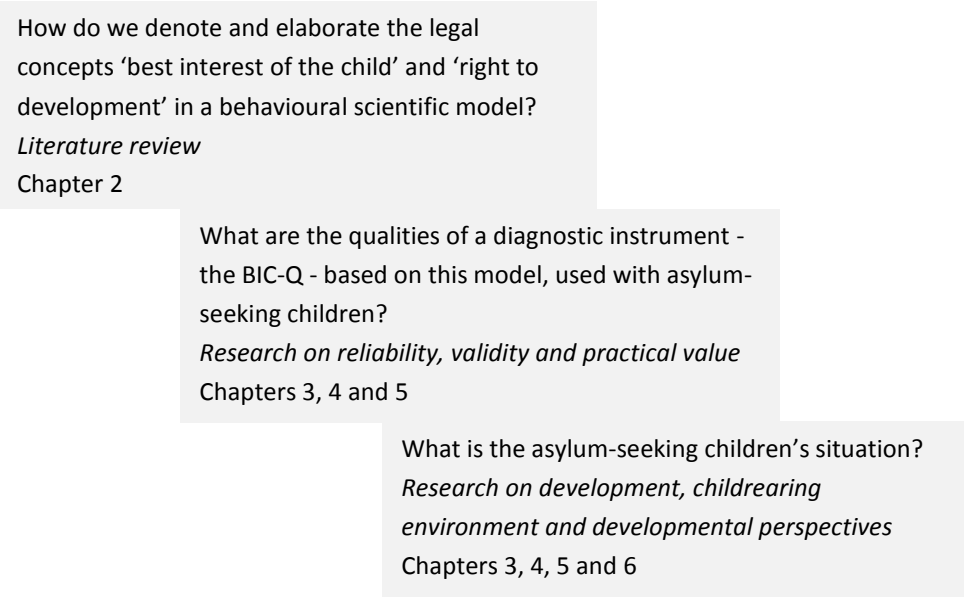 How do we denote and elaborate the legal
concepts ‘best interest of the child’ and ‘right to
development’ in a behavioural scientific model?
Literature review
Chapter 2
What are the qualities of a diagnostic instrument -
the BIC-Q - based on this model, used with asylum-
seeking children?
Research on reliability, validity and practical value
Chapters 3, 4 and 5
What is the asylum-seeking children’s situation?
Research on development, childrearing
environment and developmental perspectives
Chapters 3, 4, 5 and 6